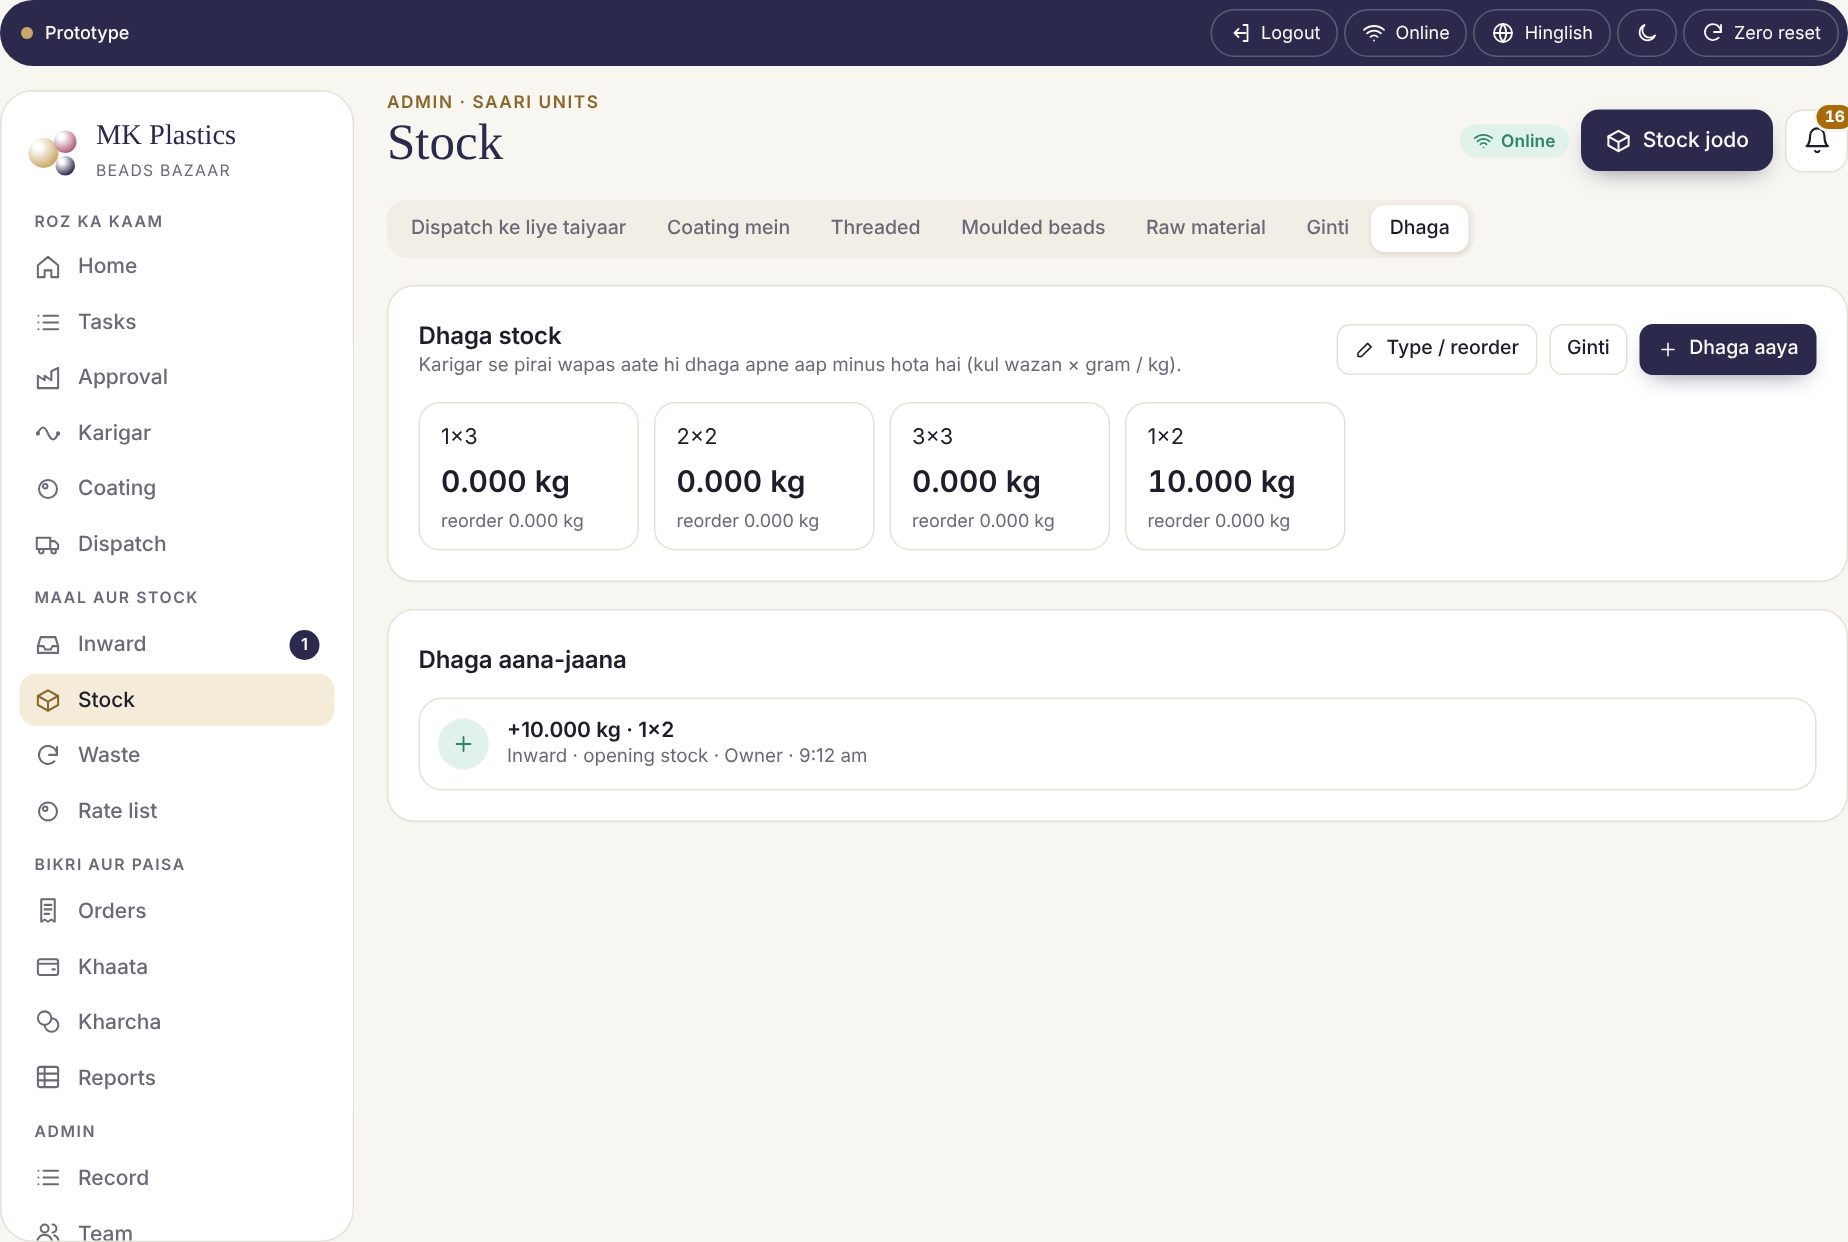 Prototype
Logout
Online
Hinglish
Zero reset
MK Plastics
BEADS BAZAAR
ROZ KA KAAM
Home
Tasks
Approval
Karigar
Coating
Dispatch
MAAL AUR STOCK
Inward
1
Stock
Waste
Rate list
BIKRI AUR PAISA
Orders
Khaata
Kharcha
Reports
ADMIN
Record
Team
ADMIN · SAARI UNITS
Stock
Online
Stock jodo
16
Dispatch ke liye taiyaar
Coating mein
Threaded
Moulded beads
Raw material
Ginti
Dhaga
Dhaga stock
Karigar se pirai wapas aate hi dhaga apne aap minus hota hai (kul wazan × gram / kg).
Type / reorder
Ginti
Dhaga aaya
1×3
0.000 kg
reorder 0.000 kg
2×2
0.000 kg
reorder 0.000 kg
3×3
0.000 kg
reorder 0.000 kg
1×2
10.000 kg
reorder 0.000 kg
Dhaga aana-jaana
+10.000 kg · 1×2
Inward · opening stock · Owner · 9:12 am